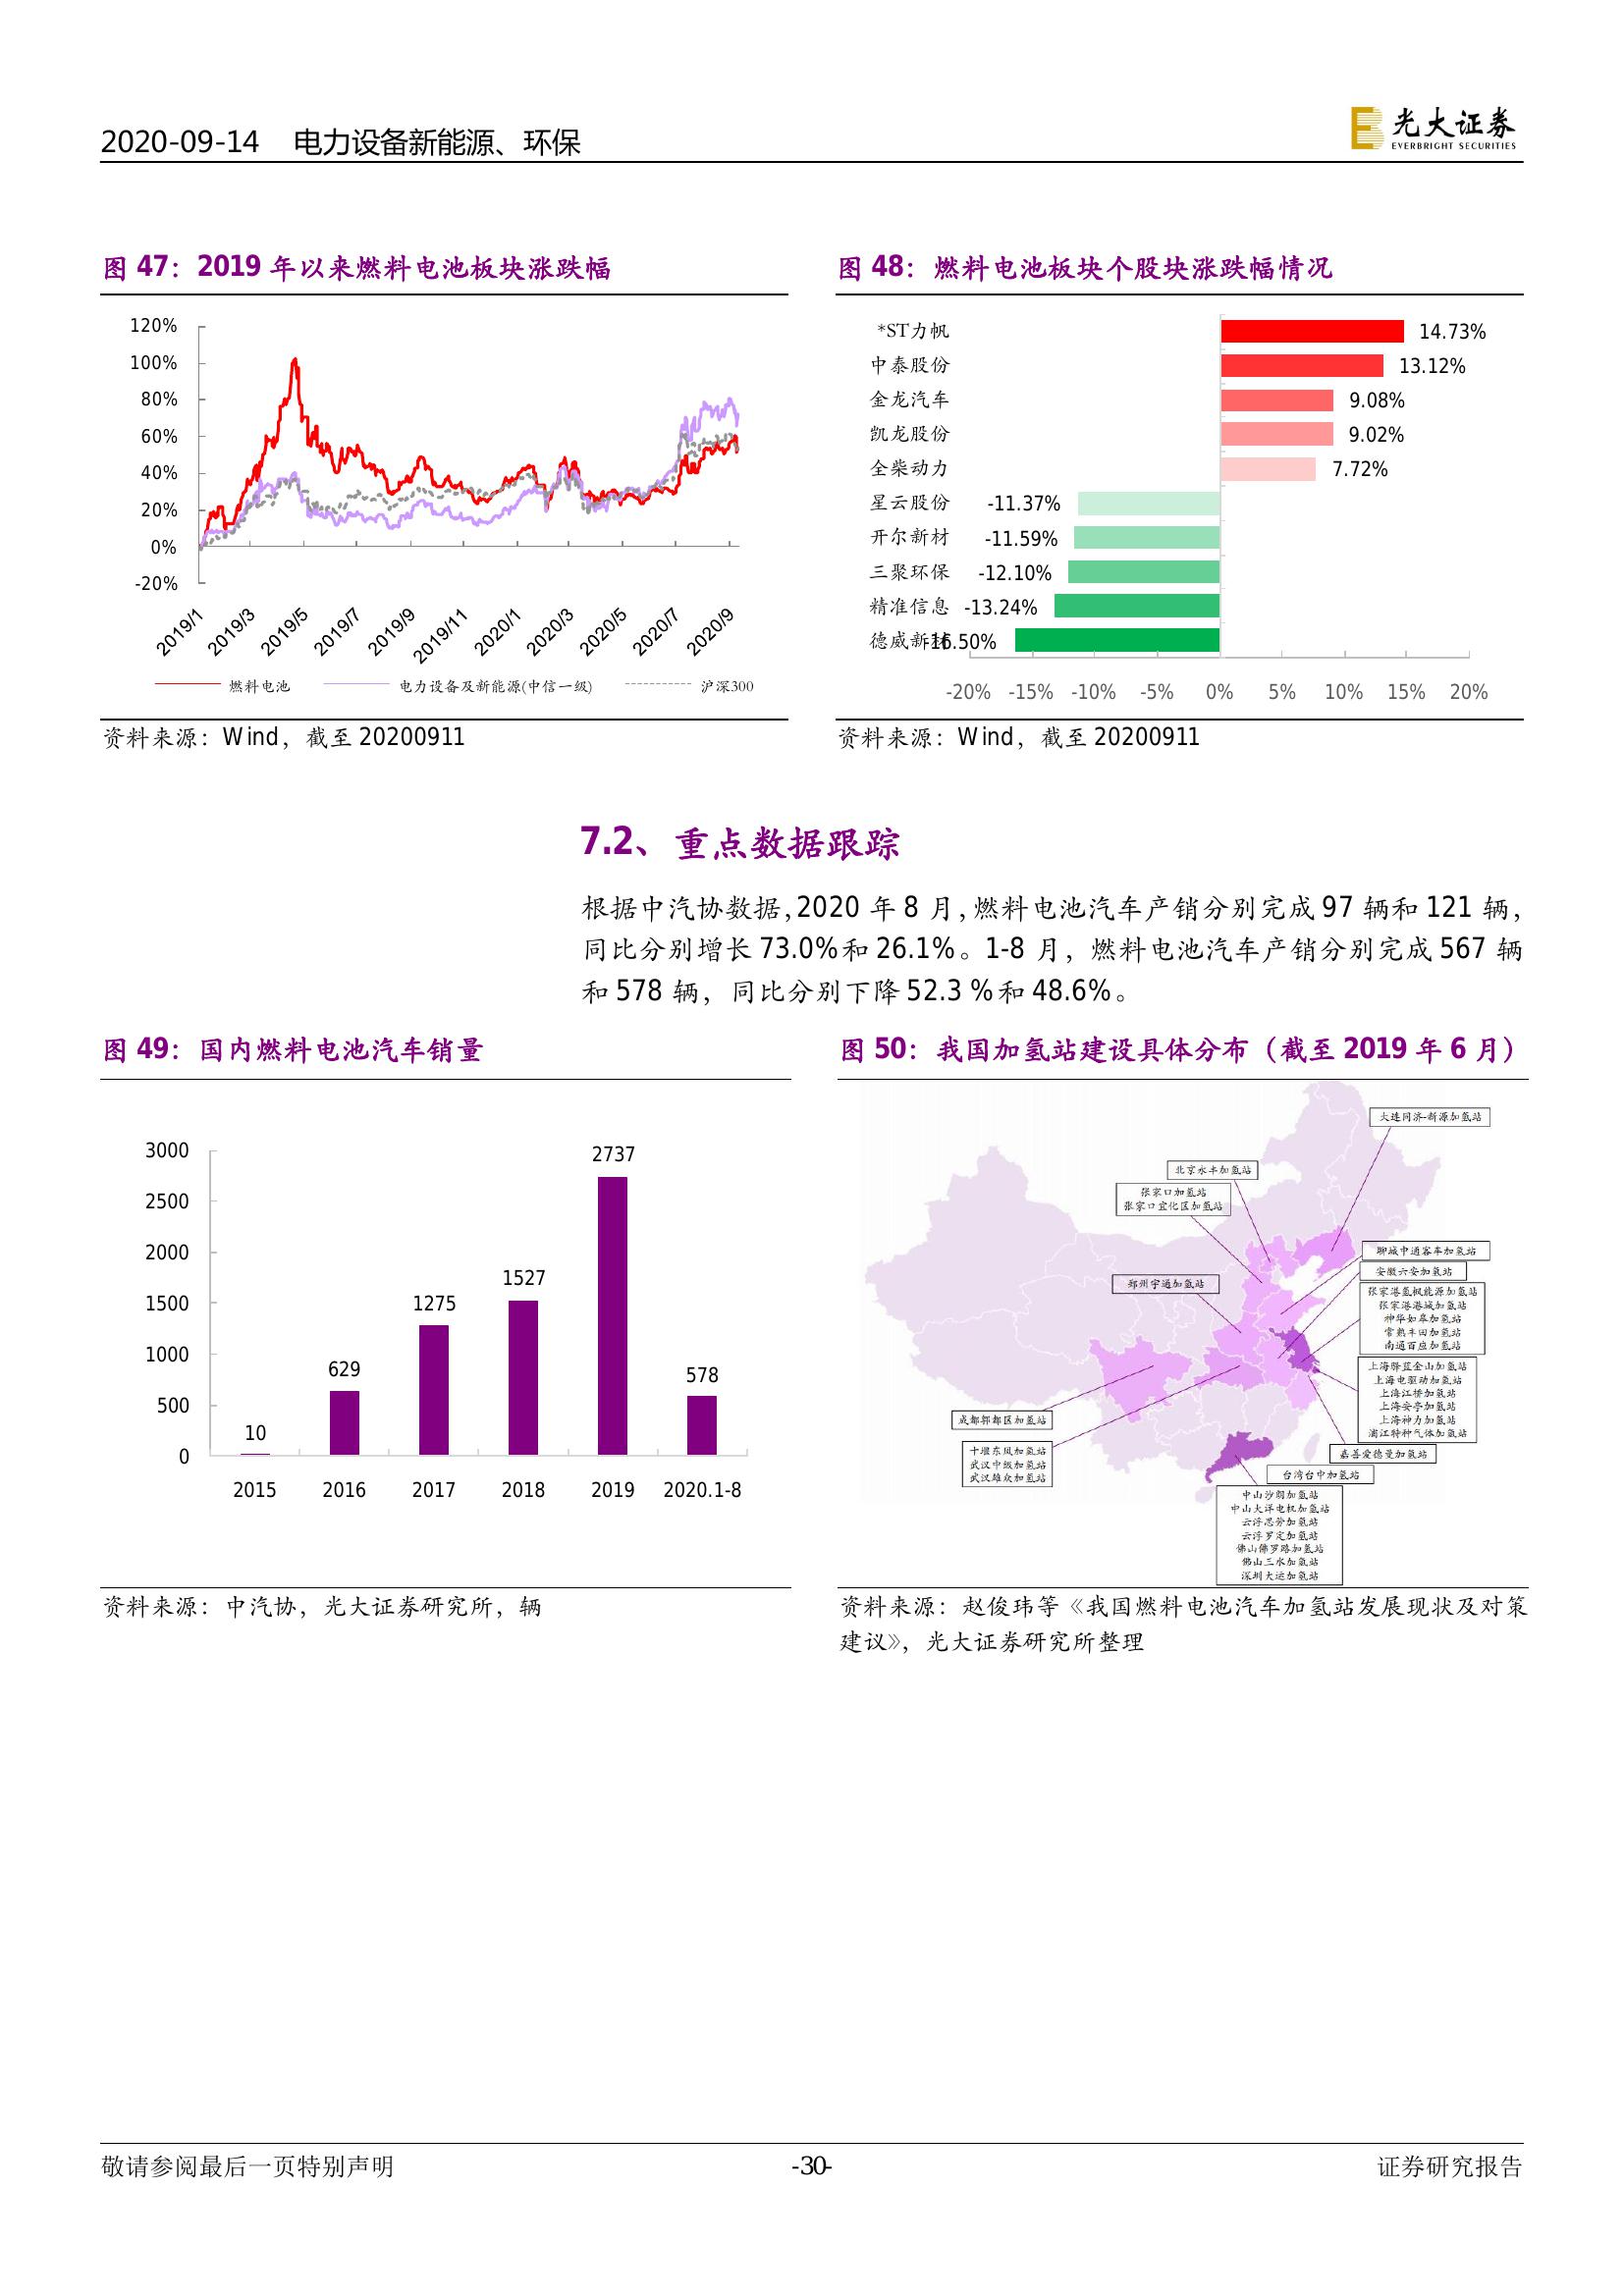 2020-09-14 电力设备新能源、环保
光大证券
EVERBRIGHT SECURITIES
图 47：2019 年以来燃料电池板块涨跌幅
120%
100%
80%
60%
40%
20%
0%
-20%
2019/1
2019/3
2019/5
2019/7
2019/9
2019/11
2020/1
2020/3
2020/5
2020/7
2020/9
燃料电池
电力设备及新能源(中信一级)
沪深300
资料来源：Wind，截至 20200911
图 48：燃料电池板块个股块涨跌幅情况
*ST力帆 14.73%
中泰股份 13.12%
金龙汽车 9.08%
凯龙股份 9.02%
全柴动力 7.72%
星云股份 -11.37%
开尔新材 -11.59%
三聚环保 -12.10%
精准信息 -13.24%
德威新材 -16.50%
-20% -15% -10% -5% 0% 5% 10% 15% 20%
资料来源：Wind，截至 20200911
7.2、重点数据跟踪
根据中汽协数据，2020 年 8 月，燃料电池汽车产销分别完成 97 辆和 121 辆，
同比分别增长 73.0%和 26.1%。1-8 月，燃料电池汽车产销分别完成 567 辆
和 578 辆，同比分别下降 52.3 %和 48.6%。
图 49：国内燃料电池汽车销量
3000
2500
2000
1500
1000
500
0
10
629
1275
1527
2737
578
2015 2016 2017 2018 2019 2020.1-8
资料来源：中汽协，光大证券研究所，辆
图 50：我国加氢站建设具体分布（截至 2019 年 6 月）
大连同济-新源加氢站
北京永丰加氢站
张家口加氢站
张家口宣化区加氢站
聊城中通客车加氢站
安徽六安加氢站
郑州宇通加氢站
张家港氢枫能源加氢站
张家港港城加氢站
神华如皋加氢站
常熟丰田加氢站
南通百应加氢站
上海驿蓝金山加氢站
上海电驱动加氢站
上海江桥加氢站
上海安亭加氢站
上海神力加氢站
浦江特种气体加氢站
成都郫都区加氢站
十堰东风加氢站
武汉中极加氢站
武汉雄众加氢站
嘉善爱德曼加氢站
台湾台中加氢站
中山沙朗加氢站
中山大洋电机加氢站
云浮思劳加氢站
云浮罗定加氢站
佛山佛罗路加氢站
佛山三水加氢站
深圳大运加氢站
资料来源：赵俊玮等《我国燃料电池汽车加氢站发展现状及对策
建议》，光大证券研究所整理
敬请参阅最后一页特别声明
-30-
证券研究报告